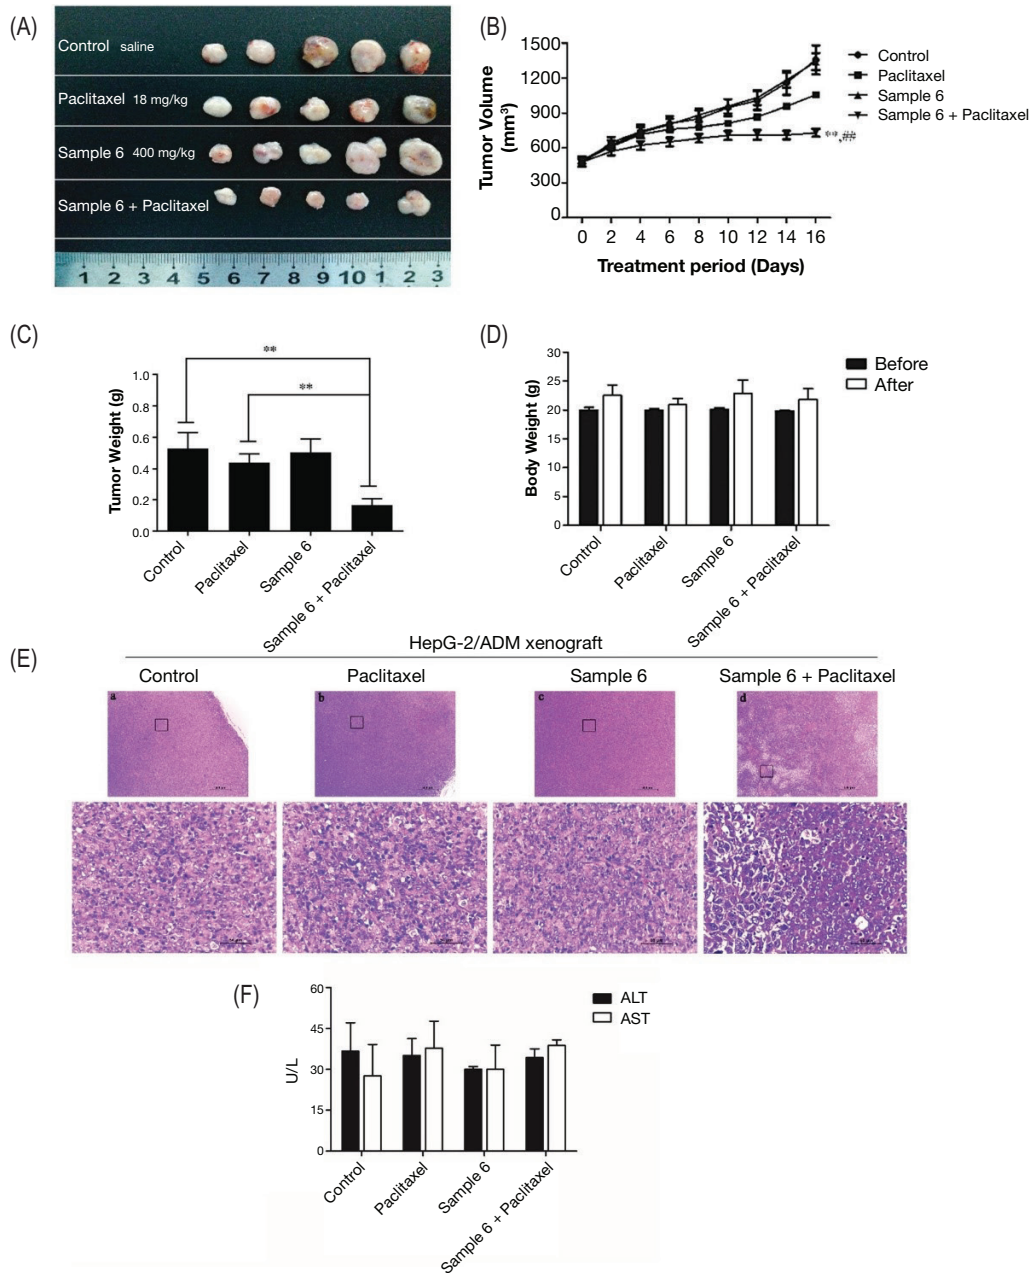 (A)
Control saline
Paclitaxel 18 mg/kg
Sample 6 400 mg/kg
Sample 6 + Paclitaxel
1 2 3 4 5 6 7 8 9 10 1 2 3
(B)
1500
1200
900
600
300
0
Tumor Volume
(mm³)
0 2 4 6 8 10 12 14 16
Treatment period (Days)
Control
Paclitaxel
Sample 6
Sample 6 + Paclitaxel
**,##
(C)
**
**
1.0
0.8
0.6
0.4
0.2
0.0
Tumor Weight (g)
Control
Paclitaxel
Sample 6
Sample 6 + Paclitaxel
(D)
30
25
20
15
10
5
0
Body Weight (g)
Before
After
Control
Paclitaxel
Sample 6
Sample 6 + Paclitaxel
(E)
HepG-2/ADM xenograft
Control Paclitaxel Sample 6 Sample 6 + Paclitaxel
a b c d
(F)
60
45
30
15
0
U/L
ALT
AST
Control
Paclitaxel
Sample 6
Sample 6 + Paclitaxel